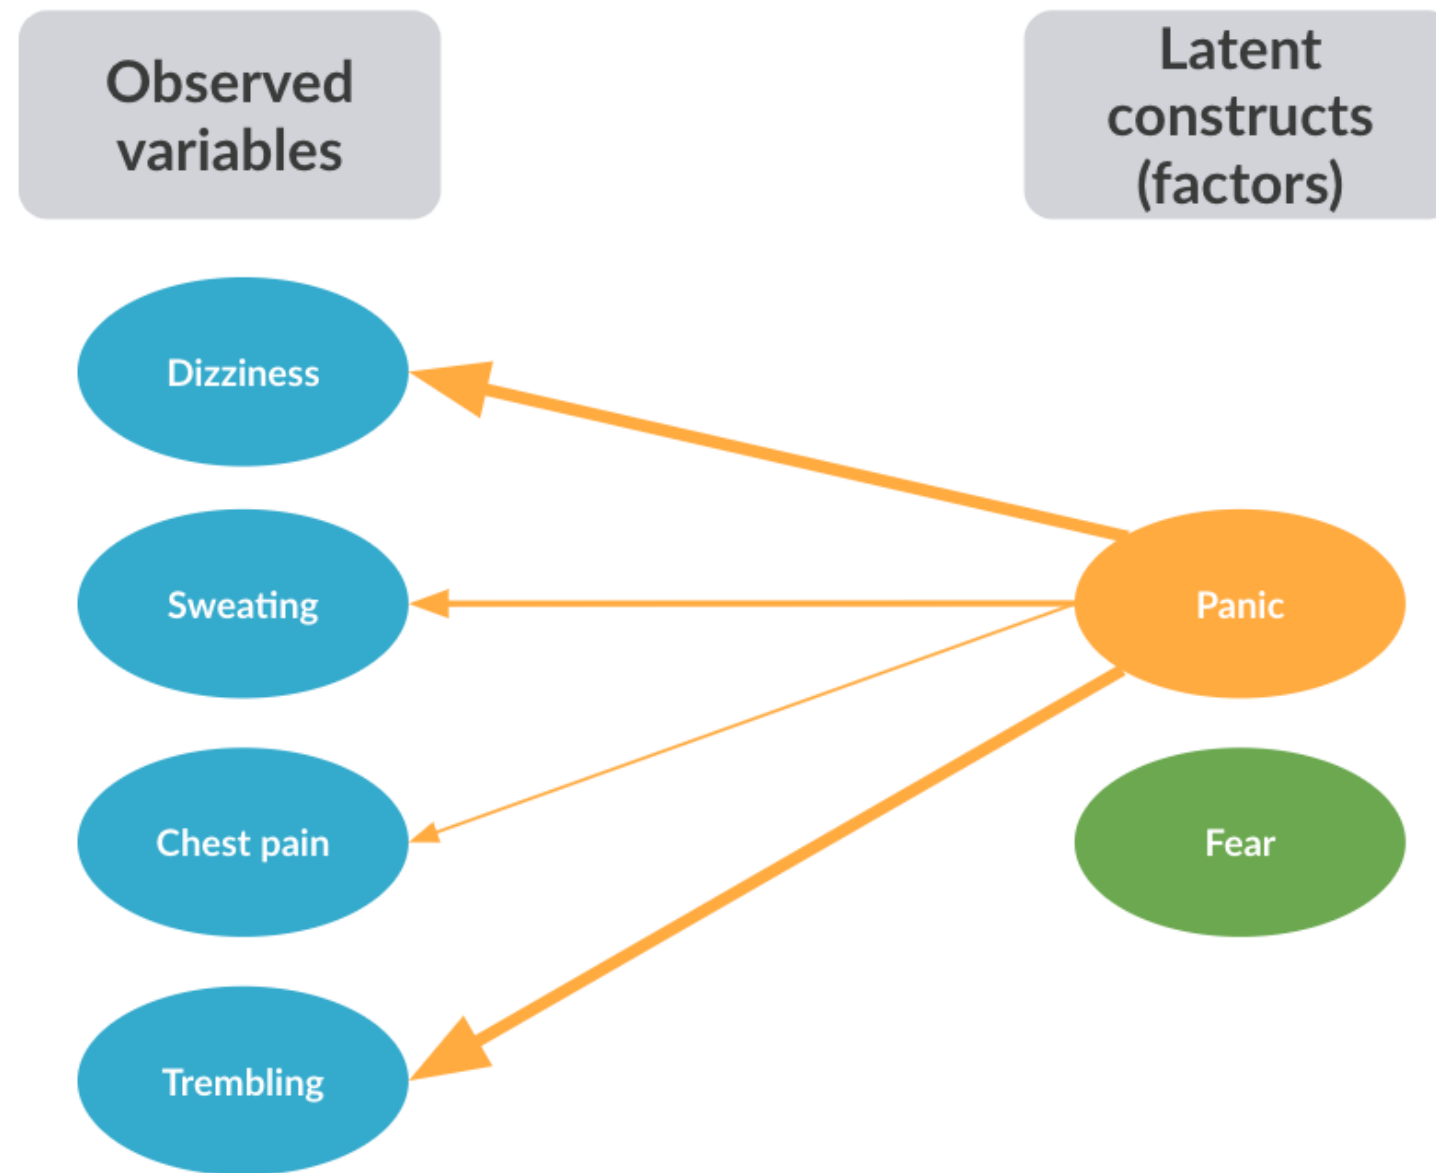 Observed
variables
Latent
constructs
(factors)
Dizziness
Sweating
Panic
Chest pain
Fear
Trembling